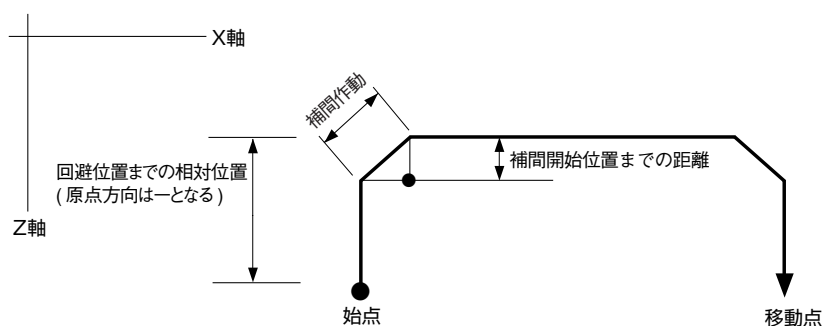 X軸
補間作動
回避位置までの相対位置
(原点方向は－となる)
補間開始位置までの距離
Z軸
始点
移動点